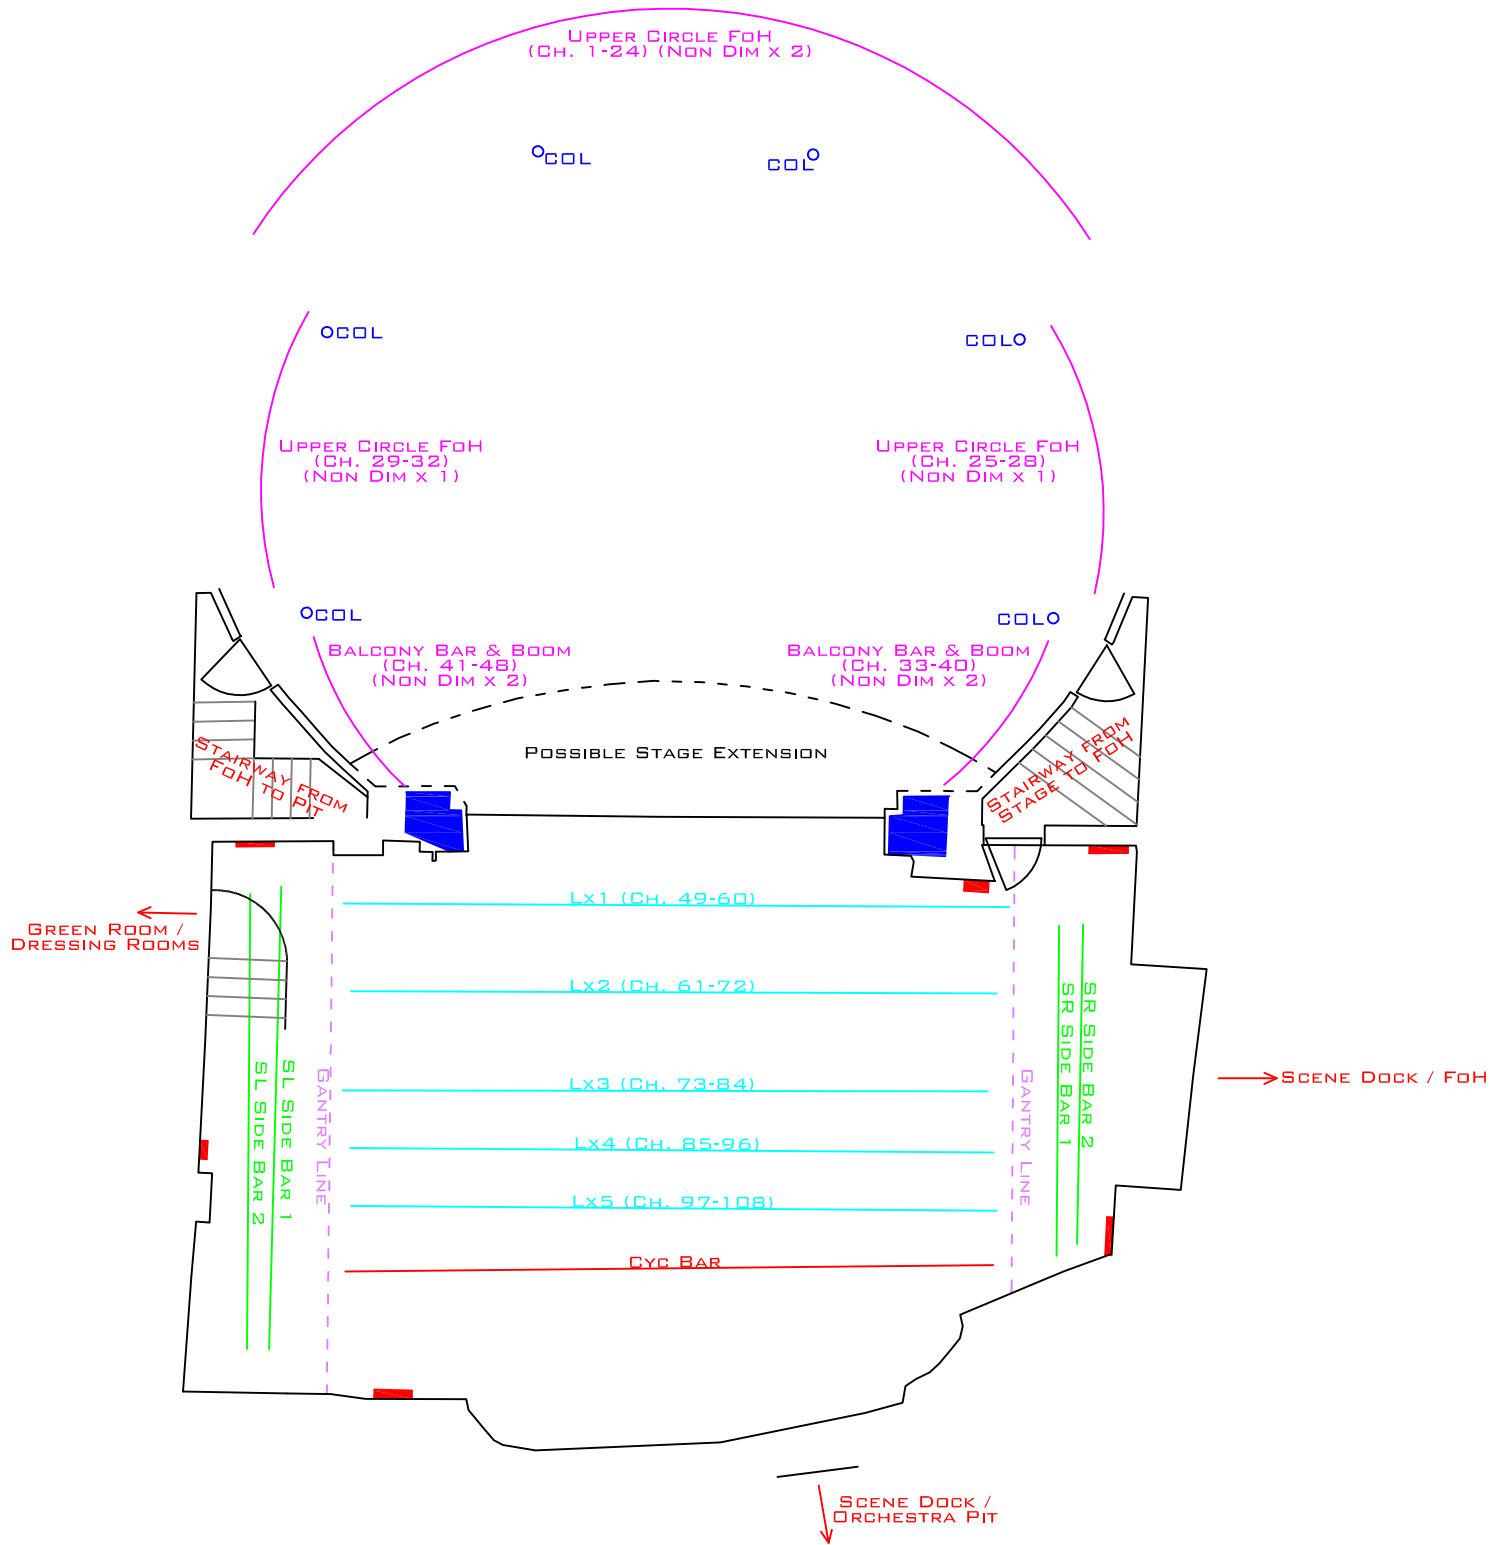 Upper Circle FoH
(Ch. 1-24) (Non Dim x 2)
COL
COL
COL
COL
Upper Circle FoH
(Ch. 29-32)
(Non Dim x 1)
Upper Circle FoH
(Ch. 25-28)
(Non Dim x 1)
COL
COL
Balcony Bar & Boom
(Ch. 41-48)
(Non Dim x 2)
Balcony Bar & Boom
(Ch. 33-40)
(Non Dim x 2)
Possible Stage Extension
Stairway from
FoH to Pit
Stairway from
Stage to FoH
Lx1 (Ch. 49-60)
Green Room /
Dressing Rooms
Lx2 (Ch. 61-72)
SL Side Bar 2
SL Side Bar 1
Gantry Line
Gantry Line
SR Side Bar 1
SR Side Bar 2
Scene Dock / FoH
Lx3 (Ch. 73-84)
Lx4 (Ch. 85-96)
Lx5 (Ch. 97-108)
Cyc Bar
Scene Dock /
Orchestra Pit